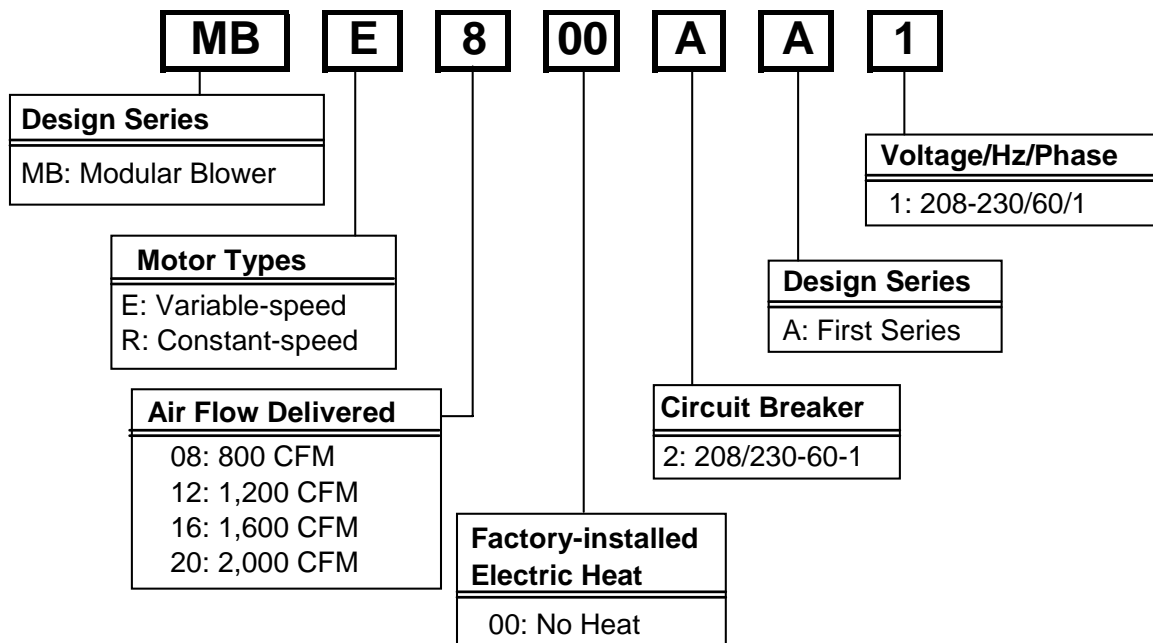 MB E 8 00 A A 1
Design Series
MB: Modular Blower
Voltage/Hz/Phase
1: 208-230/60/1
Motor Types
E: Variable-speed
R: Constant-speed
Design Series
A: First Series
Air Flow Delivered
08: 800 CFM
12: 1,200 CFM
16: 1,600 CFM
20: 2,000 CFM
Circuit Breaker
2: 208/230-60-1
Factory-installed
Electric Heat
00: No Heat